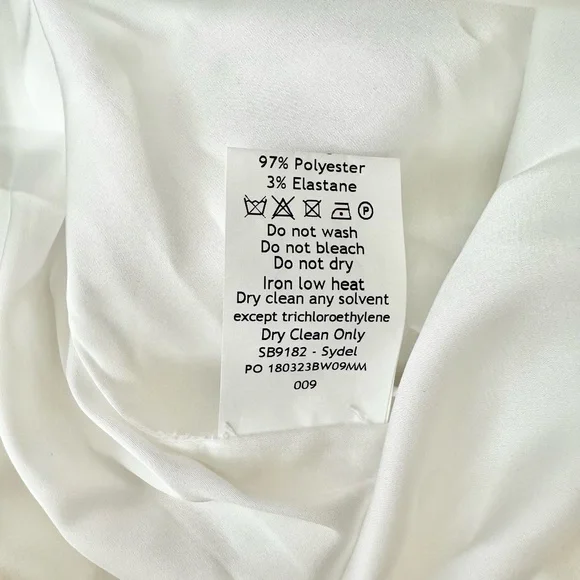 97% Polyester
3% Elastane
P
Do not wash
Do not bleach
Do not dry
Iron low heat
Dry clean any solvent
except trichloroethylene
Dry Clean Only
SB9182 - Sydel
PO 180323BW09MM
009